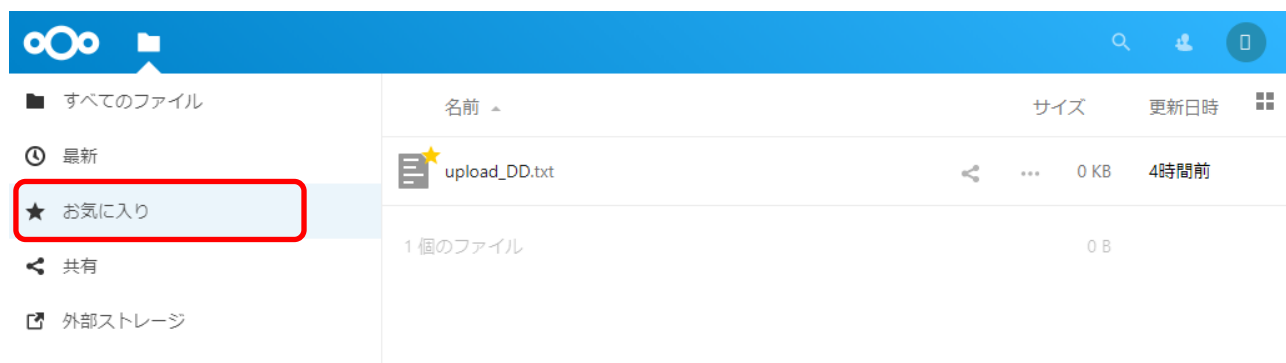 すべてのファイル
最新
お気に入り
共有
外部ストレージ
名前 サイズ 更新日時
upload_DD.txt 0 KB 4時間前
1 個のファイル 0 B